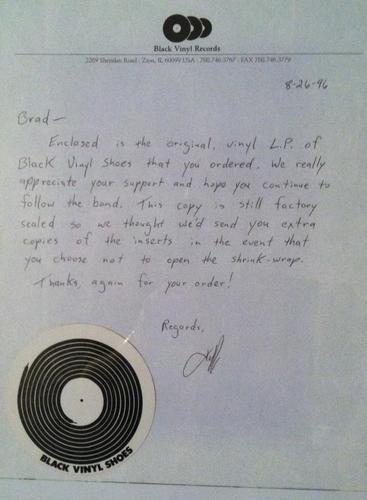 Black Vinyl Records
2269 Sheridan Road : Zion, IL 60099 USA : 708.746.3767 : FAX 708.746.3779
8-26-96
Brad—
Enclosed is the original, vinyl L.P. of
Black Vinyl Shoes that you ordered. We really
appreciate your support and hope you continue to
follow the band. This copy is still factory
sealed so we thought we'd send you extra
copies of the inserts in the event that
you choose not to open the shrink-wrap.
Thanks, again for your order!
Regards,
BLACK VINYL SHOES